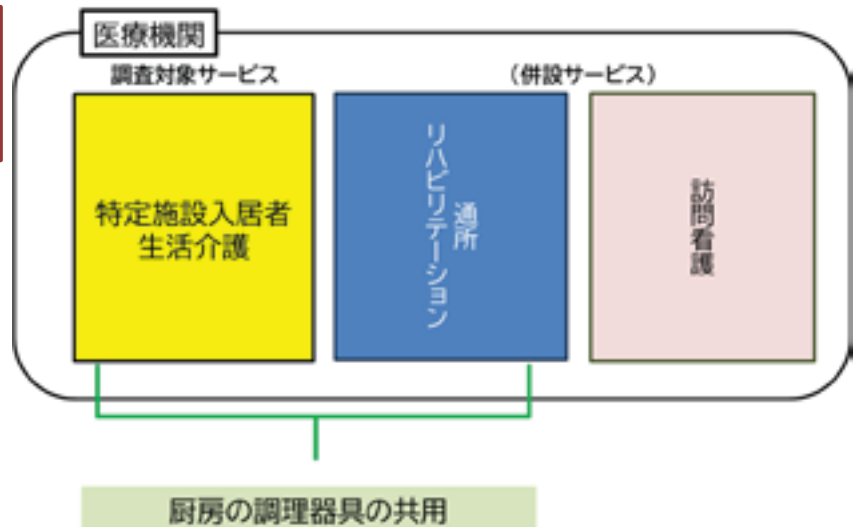 医療機関
調査対象サービス
（併設サービス）
特定施設入居者
生活介護
通所
リハビリテーション
訪問看護
厨房の調理器具の共用